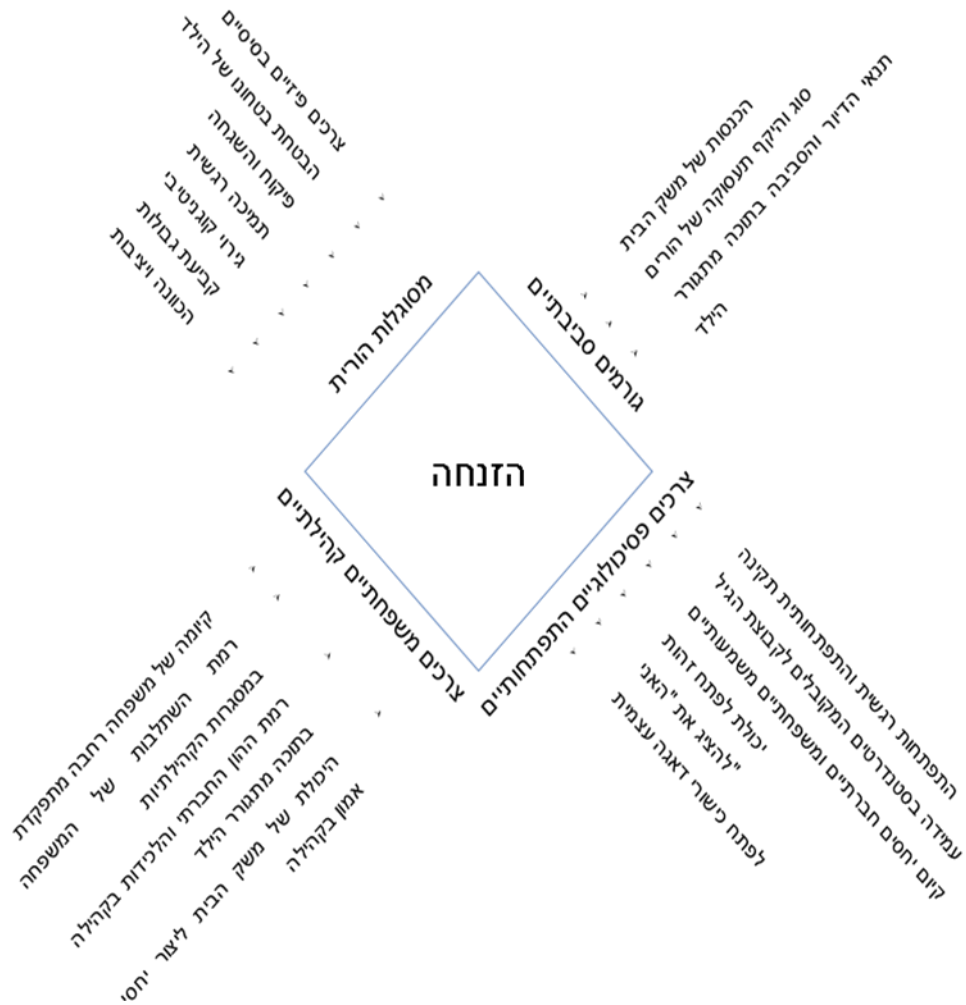 הזנחה
מסוגלות הורית
צרכים פיזיים בסיסיים
הבטחת בטחונו של הילד
פיקוח והשגחה
תמיכה רגשית
גירוי קוגניטיבי
קביעת גבולות
הכוונה ויציבות
גורמים סביבתיים
הכנסות של משק הבית
סוג והיקף תעסוקה של הורים
תנאי הדיור והסביבה בתוכה מתגורר
הילד
צרכים פסיכולוגיים התפתחותיים
התפתחות רגשית והתפתחותית תקינה
עמידה בסטנדרטים המקובלים לקבוצת הגיל
קיום יחסים חברתיים ומשפחתיים משמעותיים
יכולת לפתח זהות
להציג את "האני"
לפתח כישורי דאגה עצמית
צרכים משפחתיים קהילתיים
קיומה של משפחה רחבה מתפקדת
רמת השתלבות של המשפחה
במסגרות הקהילתיות
רמת ההון החברתי והלכידות בקהילה
בתוכה מתגורר הילד
היכולת של משק הבית ליצור יחסי
אמון בקהילה